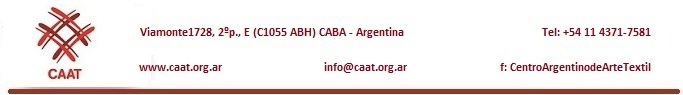 Viamonte1728, 2ºp., E (C1055 ABH) CABA - Argentina Tel: +54 11 4371-7581
www.caat.org.ar info@caat.org.ar f: CentroArgentinodeArteTextil
CAAT